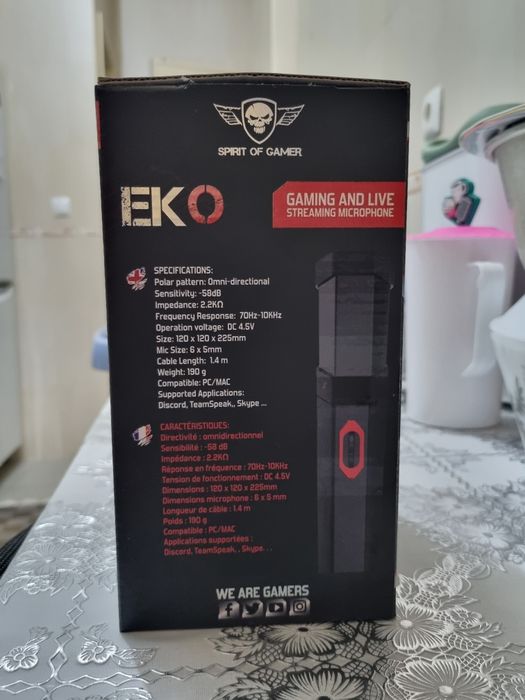 SPIRIT OF GAMER
EKO
GAMING AND LIVE
STREAMING MICROPHONE
SPECIFICATIONS:
Polar pattern: Omni-directional
Sensitivity: -58dB
Impedance: 2.2KΩ
Frequency Response: 70Hz-10KHz
Operation voltage: DC 4.5V
Size: 120 x 120 x 225mm
Mic Size: 6 x 5mm
Cable Length: 1.4 m
Weight: 190 g
Compatible: PC/MAC
Supported Applications:
Discord, TeamSpeak,, Skype ...
CARACTÉRISTIQUES:
Directivité : omnidirectionnel
Sensibilité : -58 dB
Impédance : 2.2KΩ
Réponse en fréquence : 70Hz-10KHz
Tension de fonctionnement : DC 4.5V
Dimensions : 120 x 120 x 225mm
Dimensions microphone : 6 x 5 mm
Longueur de câble : 1.4 m
Poids : 190 g
Compatible : PC/MAC
Applications supportées :
Discord, TeamSpeak, , Skype. . .
WE ARE GAMERS